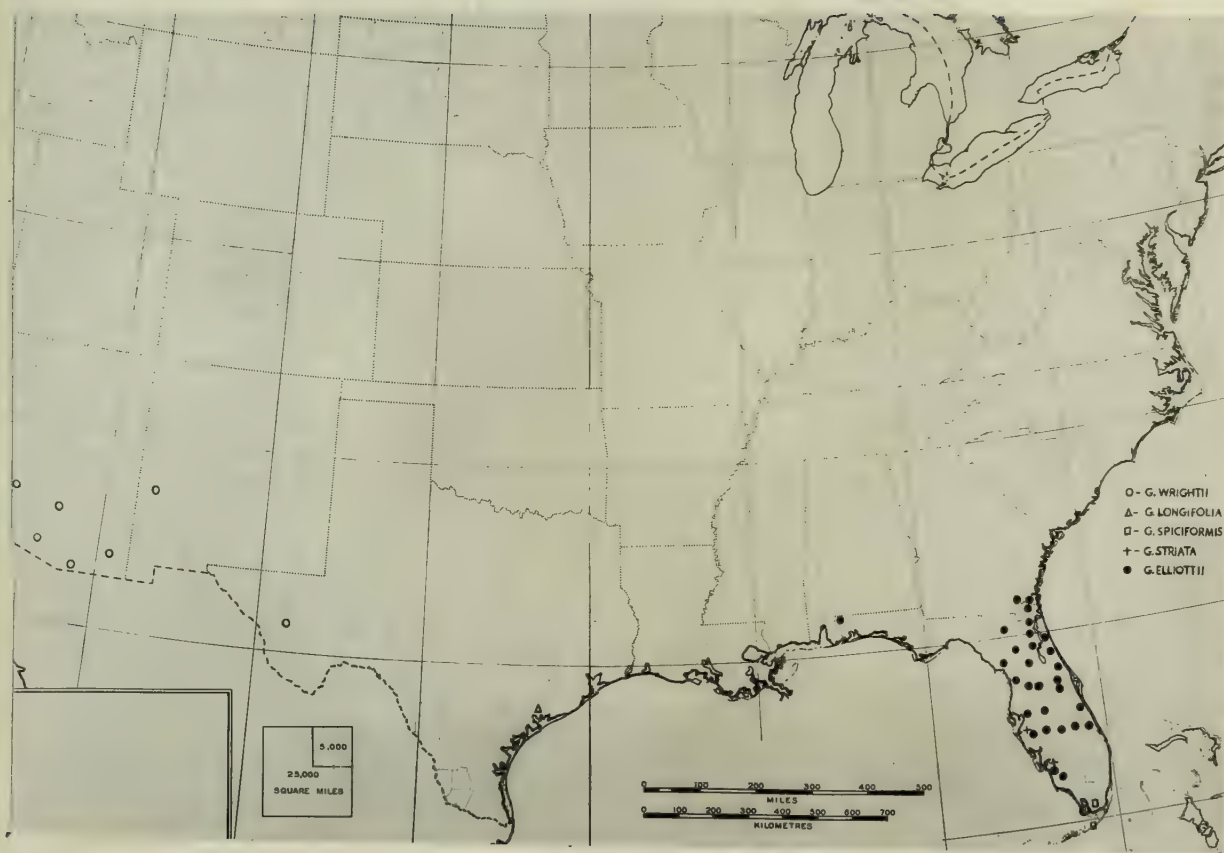 O - G. WRIGHTII
△ - G. LONGIFOLIA
□ - G. SPICIFORMIS
+ - G. STRIATA
● G. ELLIOTTII
5,000
25,000
SQUARE MILES
0 100 200 300 400 500
MILES
0 100 200 300 400 500 600 700
KILOMETRES